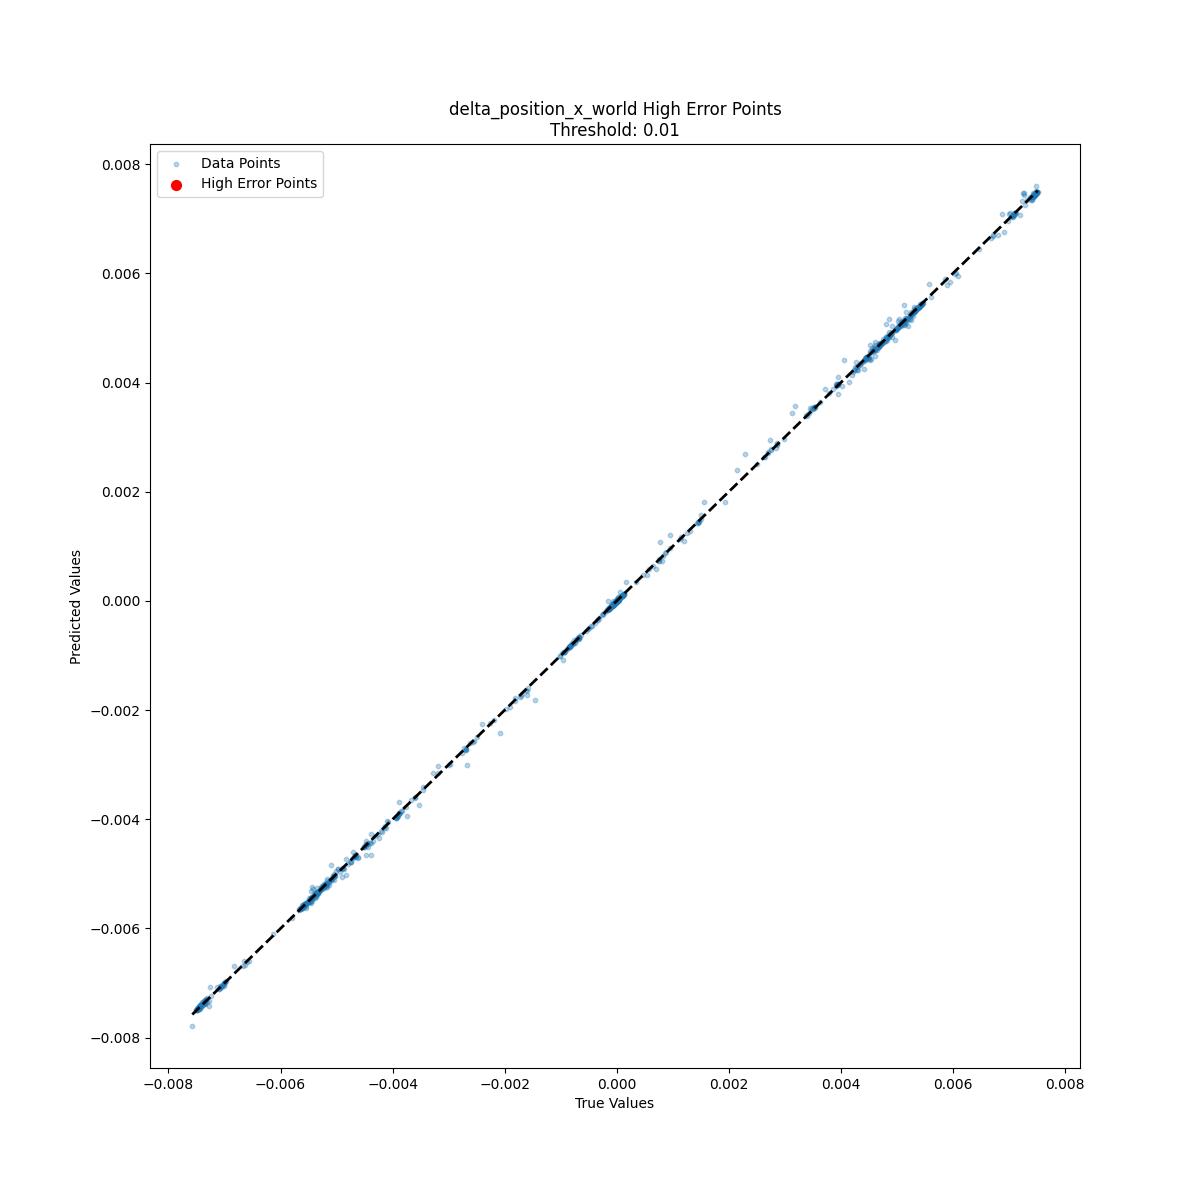 delta_position_x_world High Error Points
Threshold: 0.01
Data Points
High Error Points
0.008
0.006
0.004
0.002
0.000
−0.002
−0.004
−0.006
−0.008
Predicted Values
−0.008 −0.006 −0.004 −0.002 0.000 0.002 0.004 0.006 0.008
True Values